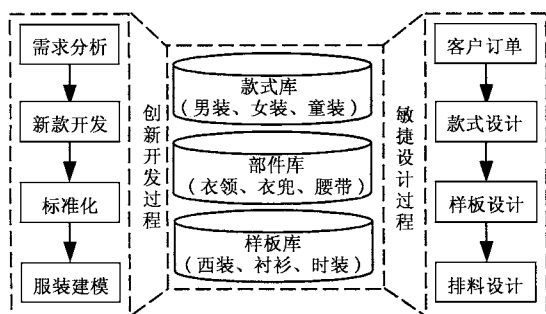 需求分析
新款开发
标准化
服装建模
创新开发过程
款式库
（男装、女装、童装）
部件库
（衣领、衣兜、腰带）
样板库
（西装、衬衫、时装）
敏捷设计过程
客户订单
款式设计
样板设计
排料设计